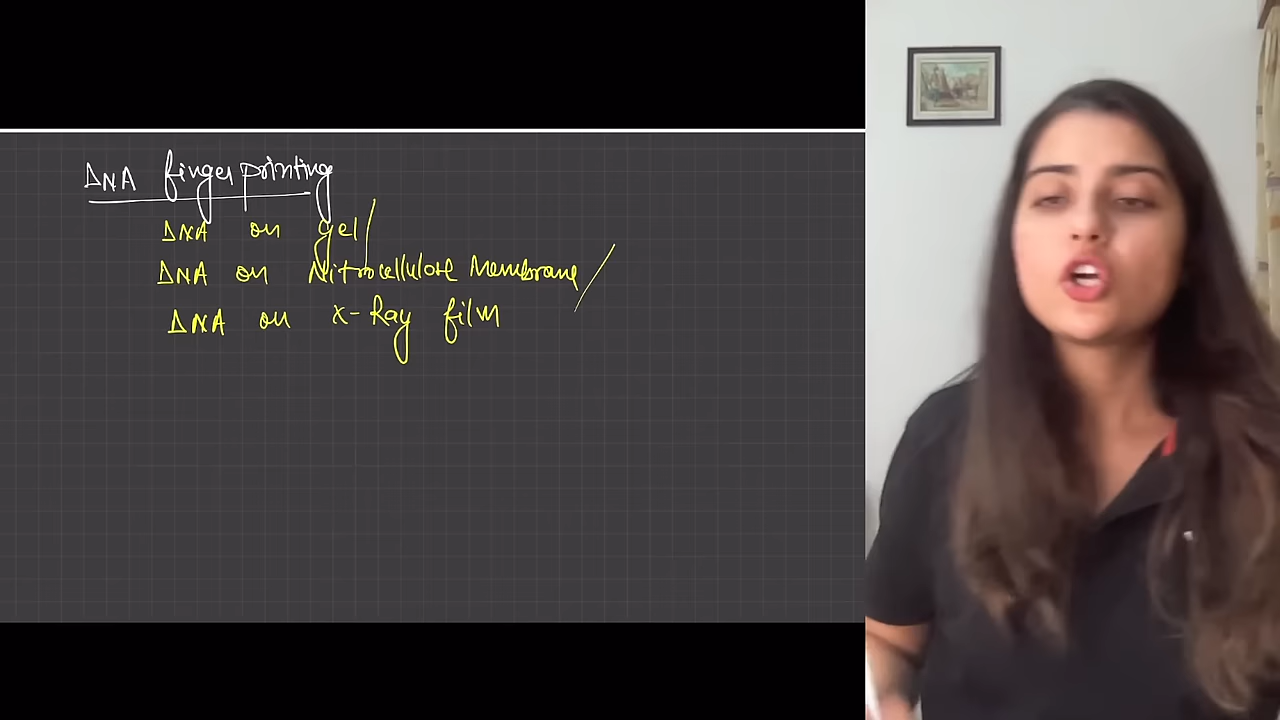 DNA fingerprinting
DNA on gel/
DNA on Nitrocellulose Membrane/
DNA on X-Ray film